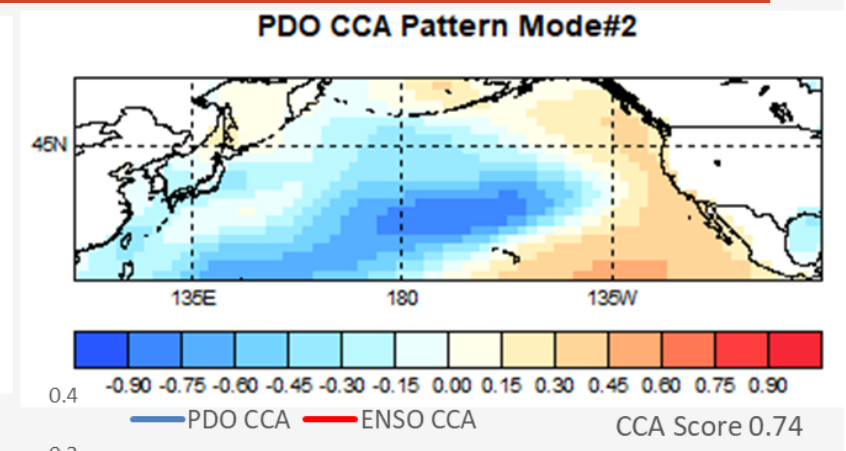 PDO CCA Pattern Mode#2
45N
135E 180 135W
-0.90 -0.75 -0.60 -0.45 -0.30 -0.15 0.00 0.15 0.30 0.45 0.60 0.75 0.90
0.4
PDO CCA ENSO CCA CCA Score 0.74